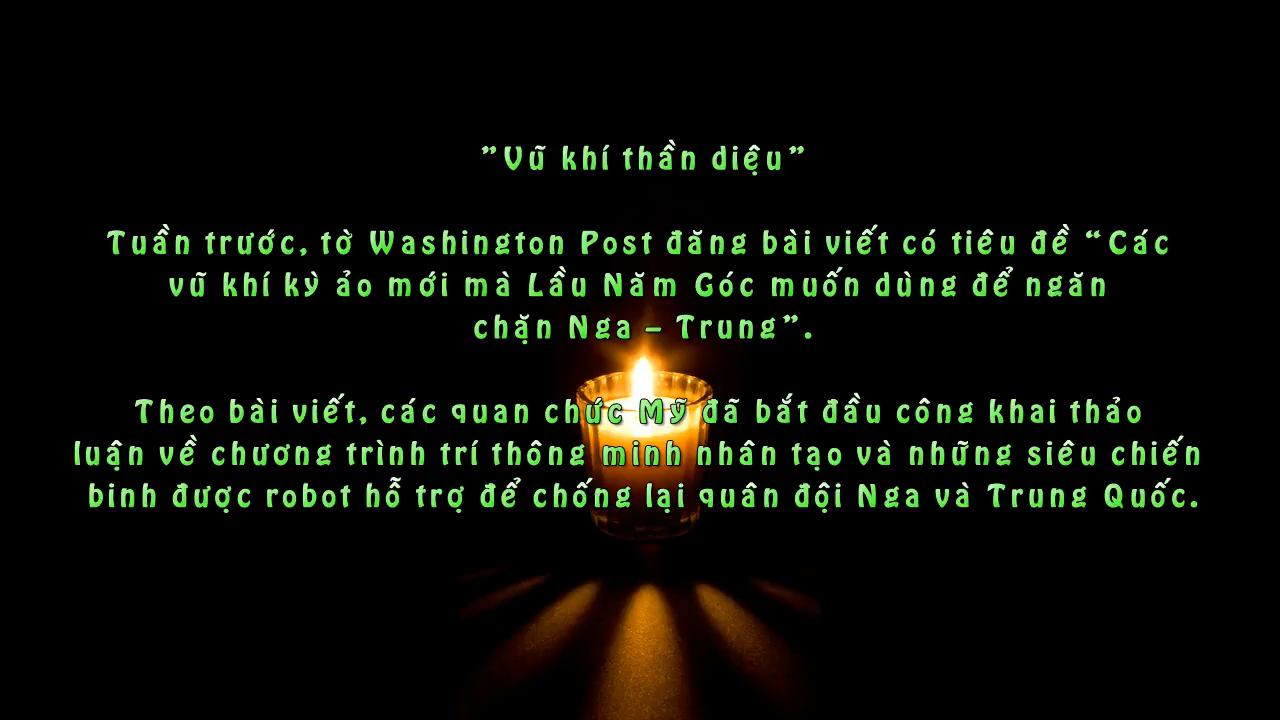 ”Vũ khí thần diệu”
Tuần trước, tờ Washington Post đăng bài viết có tiêu đề “Các
vũ khí kỳ ảo mới mà Lầu Năm Góc muốn dùng để ngăn
chặn Nga – Trung”.
Theo bài viết, các quan chức Mỹ đã bắt đầu công khai thảo
luận về chương trình trí thông minh nhân tạo và những siêu chiến
binh được robot hỗ trợ để chống lại quân đội Nga và Trung Quốc.